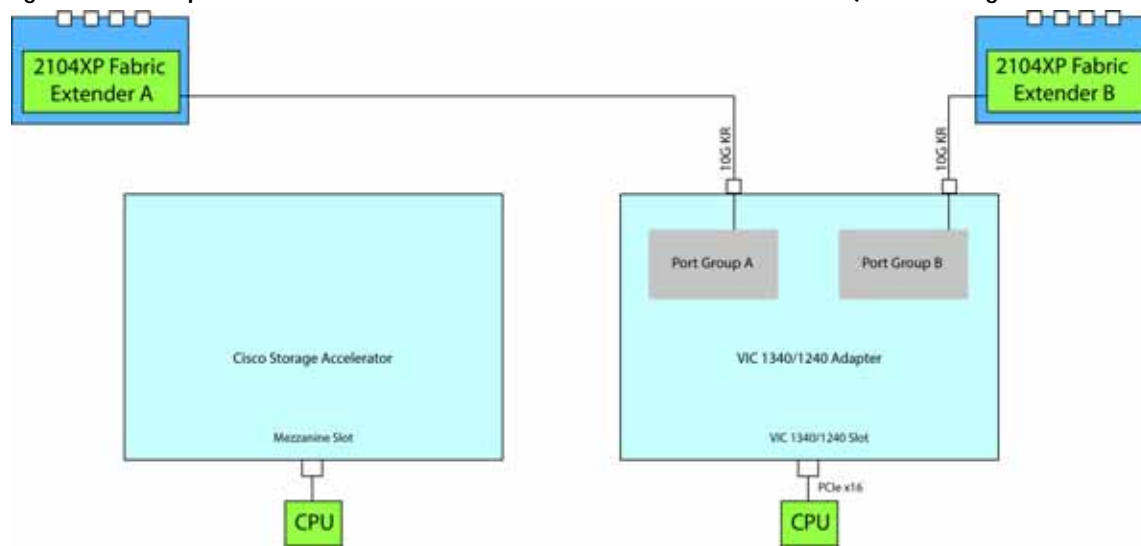 2104XP Fabric
Extender A
2104XP Fabric
Extender B
10G KR
10G KR
Port Group A
Port Group B
Cisco Storage Accelerator
VIC 1340/1240 Adapter
Mezzanine Slot
VIC 1340/1240 Slot
PCIe x16
CPU
CPU